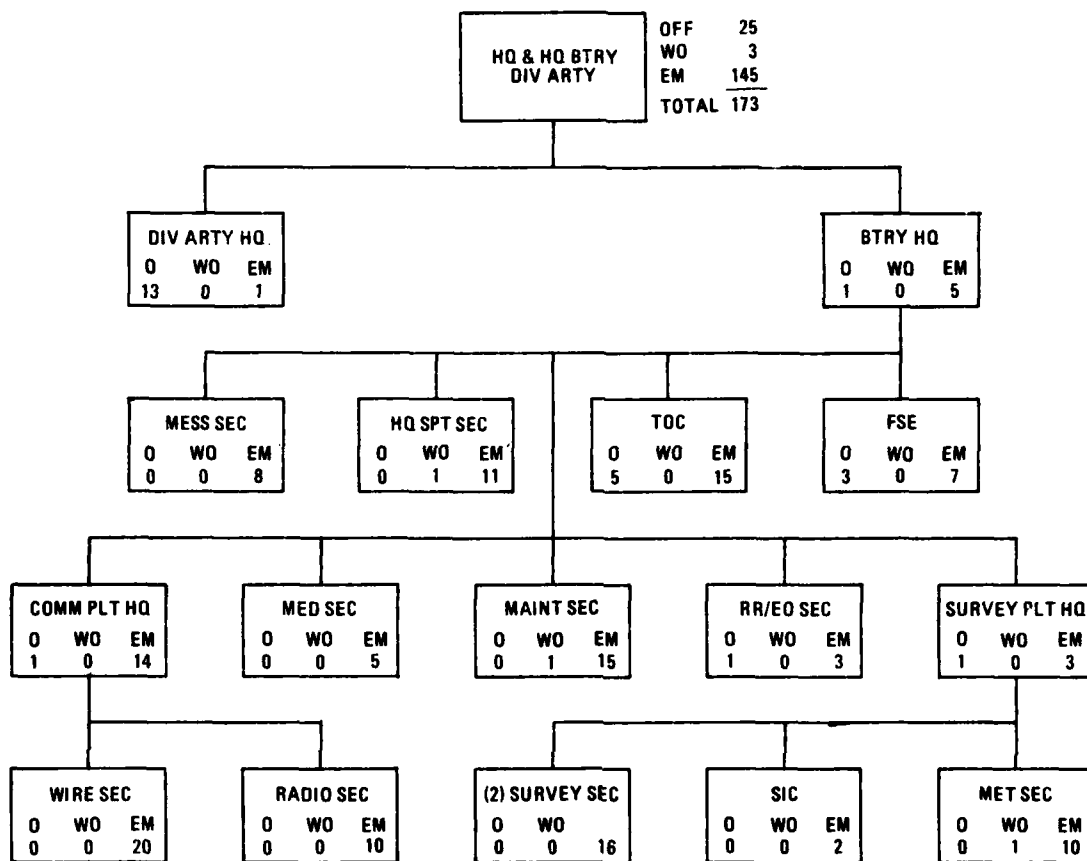 HQ & HQ BTRY
DIV ARTY
OFF 25
WO 3
EM 145
TOTAL 173
DIV ARTY HQ
O WO EM
13 0 1
BTRY HQ
O WO EM
1 0 5
MESS SEC
O WO EM
0 0 8
HQ SPT SEC
O WO EM
0 1 11
TOC
O WO EM
5 0 15
FSE
O WO EM
3 0 7
COMM PLT HQ
O WO EM
1 0 14
MED SEC
O WO EM
0 0 5
MAINT SEC
O WO EM
0 1 15
RR/EO SEC
O WO EM
1 0 3
SURVEY PLT HQ
O WO EM
1 0 3
WIRE SEC
O WO EM
0 0 20
RADIO SEC
O WO EM
0 0 10
(2) SURVEY SEC
O WO
0 0 16
SIC
O WO EM
0 0 2
MET SEC
O WO EM
0 1 10